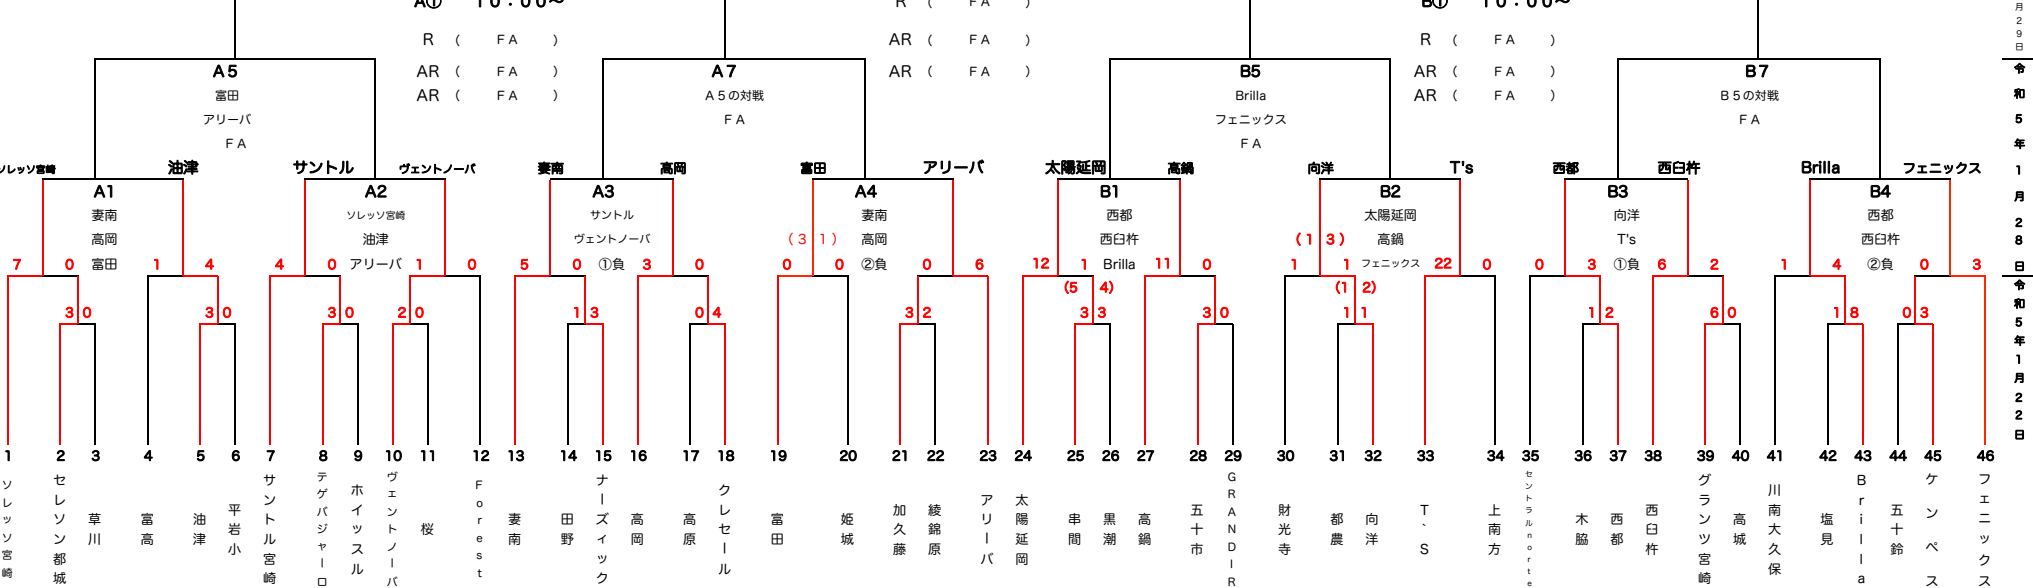 A① 10：00～
R （ FA ）
B① 10：00～
R （ FA ） AR （ FA ） R （ FA ）
AR （ FA ） AR （ FA ） AR （ FA ）
AR （ FA ） AR （ FA ）
A5 A7 B5 B7
富田 A5の対戦 Brilla B5の対戦
アリーバ FA フェニックス FA
FA FA
ソレッソ宮崎 油津 サントル ヴェントノーバ 妻南 高岡 富田 アリーバ 太陽延岡 高鍋 向洋 T's 西都 西臼杵 Brilla フェニックス
A1 A2 A3 A4 B1 B2 B3 B4
妻南 ソレッソ宮崎 サントル 妻南 西都 太陽延岡 向洋 西都
高岡 油津 ヴェントノーバ （3 1） 高岡 西臼杵 （1 3） 高鍋 T's 西臼杵
7 0 富田 1 4 4 0 アリーバ 1 0 5 0 ①負 3 0 0 0 ②負 0 6 12 1 Brilla 11 0 1 1 フェニックス 22 0 0 3 ①負 6 2 1 4 ②負 0 3
（5 4） （1 2）
3 0 3 0 3 0 2 0 1 3 0 4 3 2 3 3 3 0 1 1 1 2 6 0 1 8 0 3
1 2 3 4 5 6 7 8 9 10 11 12 13 14 15 16 17 18 19 20 21 22 23 24 25 26 27 28 29 30 31 32 33 34 35 36 37 38 39 40 41 42 43 44 45 46
ソレッソ宮崎
セレソン都城
草川
富高
油津
平岩小
サントル宮崎
テゲバジャーロ
ホイッスル
ヴェントノーバ
桜
Forest
妻南
田野
ナーズィック
高岡
高原
クレセール
富田
姫城
加久藤
綾錦原
アリーバ
太陽延岡
串間
黒潮
高鍋
五十市
GRANDIR
財光寺
都農
向洋
T、S
上南方
セントラルnorte
木脇
西都
西臼杵
グランツ宮崎
高城
川南大久保
塩見
Brilla
五十鈴
ケンペス
フェニックス
月29日
令和5年1月28日
令和5年1月22日